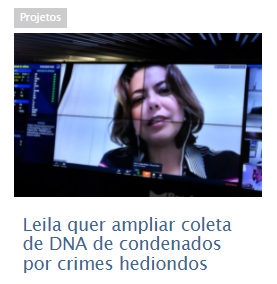 Projetos
Leila quer ampliar coleta
de DNA de condenados
por crimes hediondos